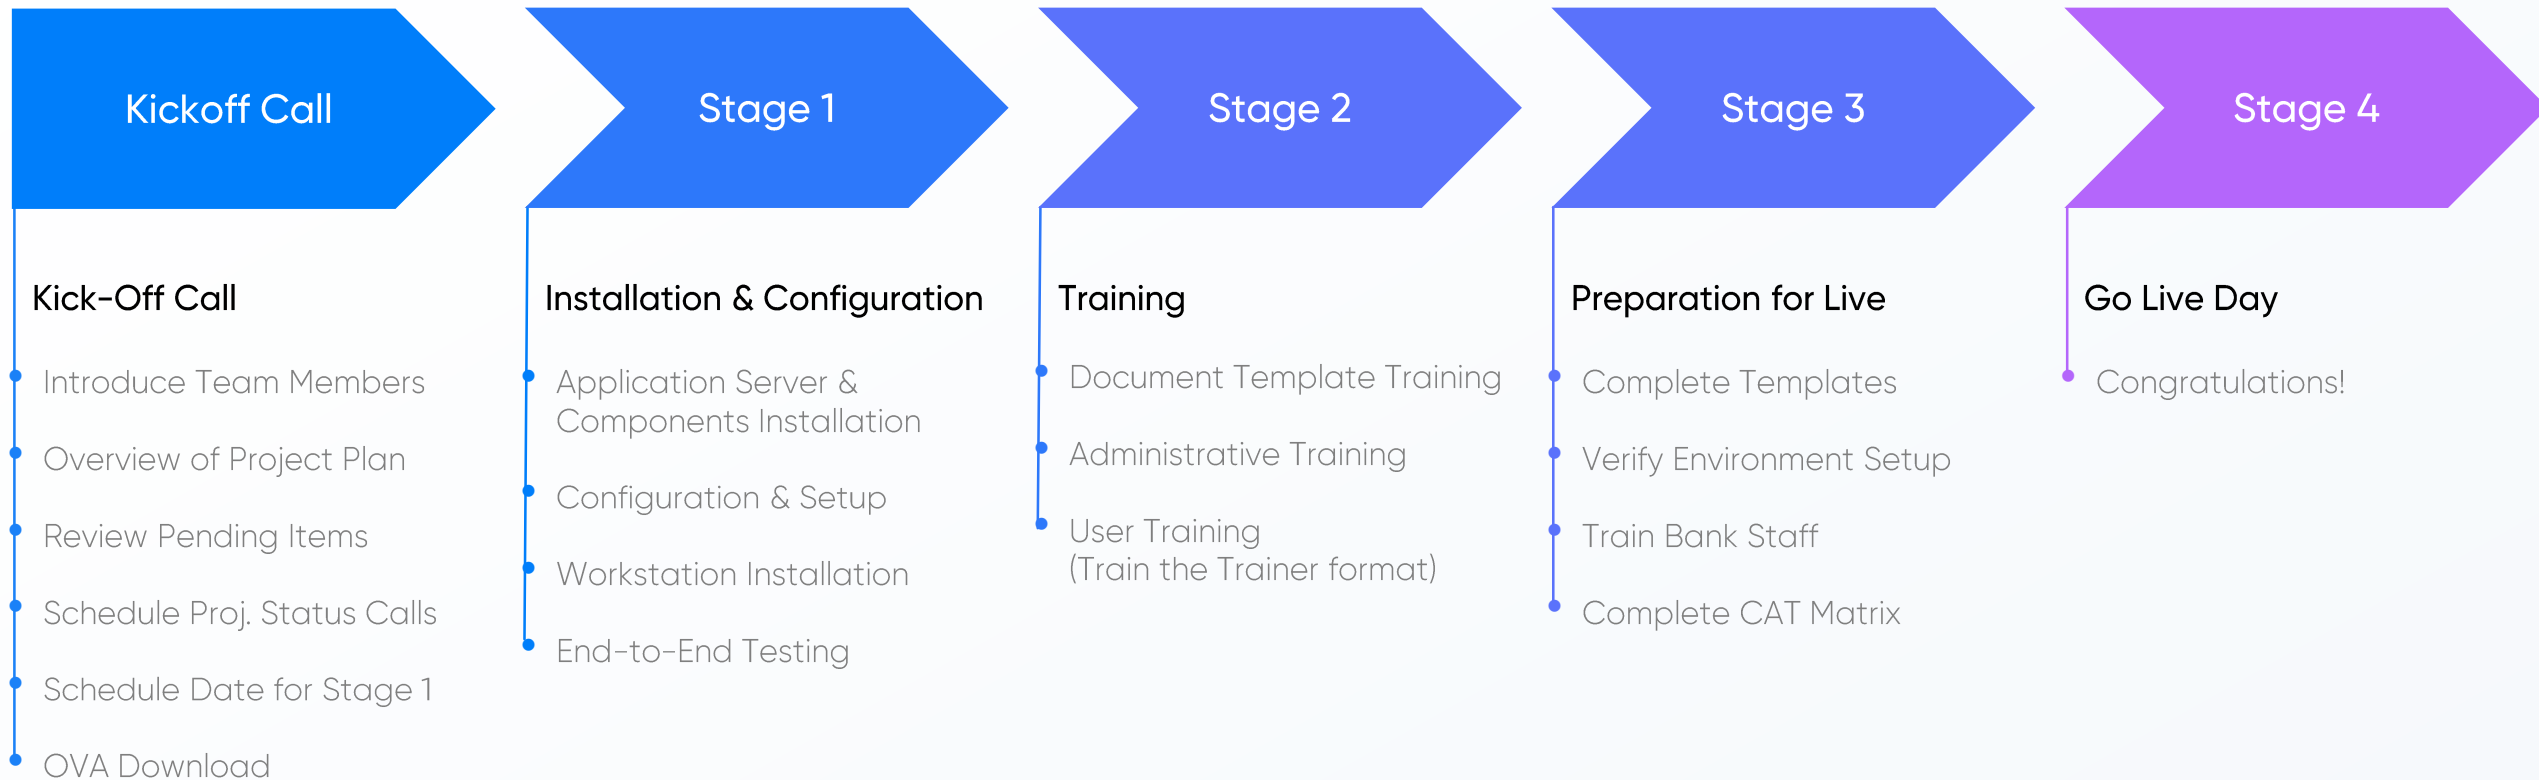 Kickoff Call
Stage 1
Stage 2
Stage 3
Stage 4
Kick-Off Call
Introduce Team Members
Overview of Project Plan
Review Pending Items
Schedule Proj. Status Calls
Schedule Date for Stage 1
OVA Download
Installation & Configuration
Application Server &
Components Installation
Configuration & Setup
Workstation Installation
End-to-End Testing
Training
Document Template Training
Administrative Training
User Training
(Train the Trainer format)
Preparation for Live
Complete Templates
Verify Environment Setup
Train Bank Staff
Complete CAT Matrix
Go Live Day
Congratulations!